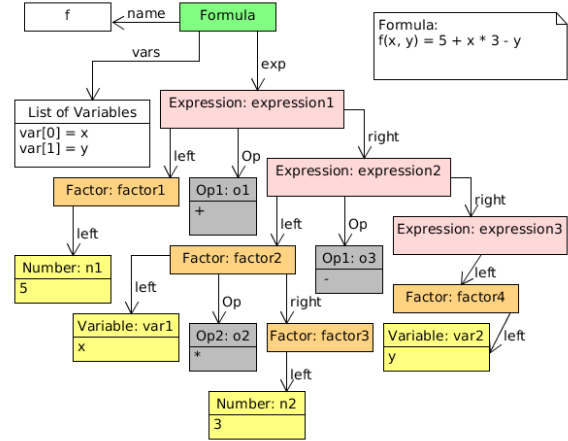 f
name
Formula
Formula:
f(x, y) = 5 + x * 3 - y
vars
exp
List of Variables
var[0] = x
var[1] = y
Expression: expression1
left
Op
right
Factor: factor1
Op1: o1
+
Expression: expression2
left
left
Op
right
Number: n1
5
Factor: factor2
Op1: o3
-
Expression: expression3
left
left
Op
right
Factor: factor4
Variable: var1
x
Op2: o2
*
Factor: factor3
Variable: var2
y
left
left
Number: n2
3